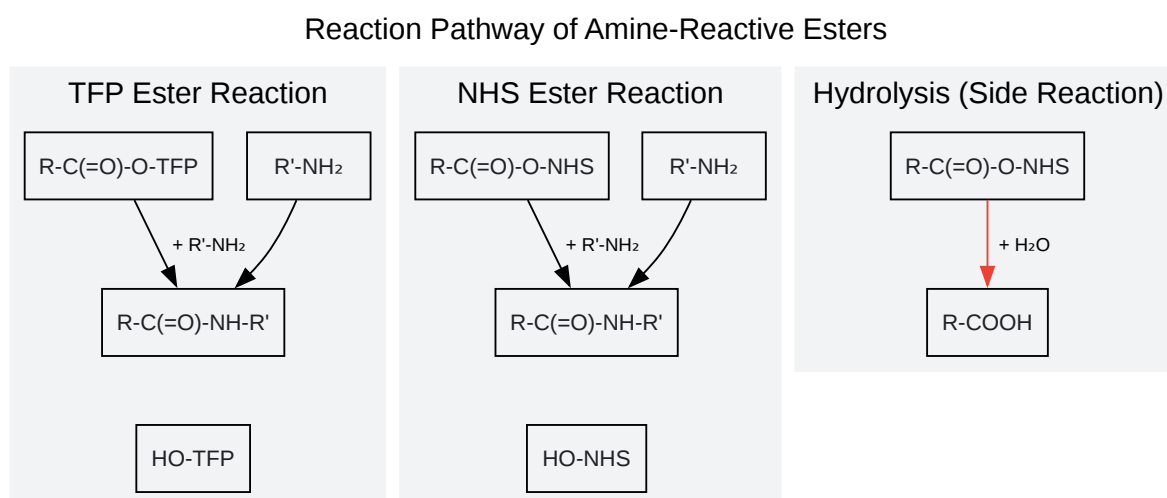 Reaction Pathway of Amine-Reactive Esters
TFP Ester Reaction
R-C(=O)-O-TFP
R'-NH₂
+ R'-NH₂
R-C(=O)-NH-R'
HO-TFP
NHS Ester Reaction
R-C(=O)-O-NHS
R'-NH₂
+ R'-NH₂
R-C(=O)-NH-R'
HO-NHS
Hydrolysis (Side Reaction)
R-C(=O)-O-NHS
+ H₂O
R-COOH